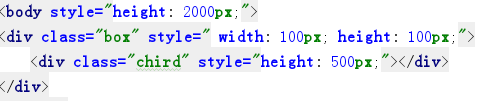 <body style="height: 2000px;">
<div class="box" style=" width: 100px; height: 100px;">
<div class="chird" style="height: 500px;"></div>
</div>